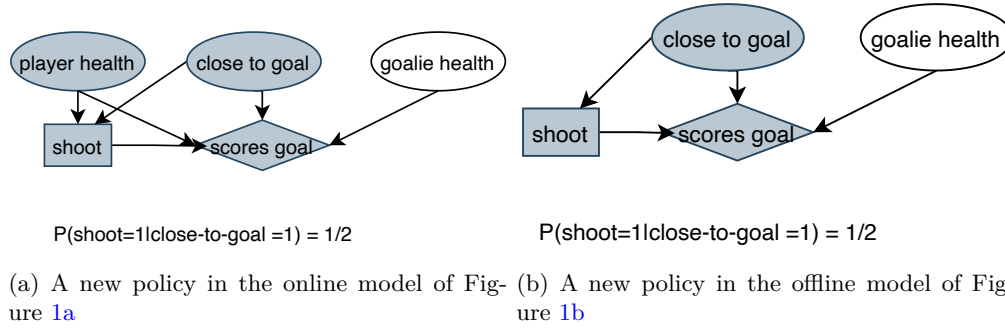 player health
close to goal
goalie health
shoot
scores goal
P(shoot=1|close-to-goal =1) = 1/2
(a) A new policy in the online model of Fig-
ure 1a
close to goal
goalie health
shoot
scores goal
P(shoot=1|close-to-goal =1) = 1/2
(b) A new policy in the offline model of Fig
ure 1b